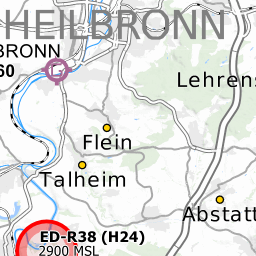 HEILBRONN
BRONN
60
Lehrens
Flein
Talheim
Abstatt
ED-R38 (H24)
2900 MSL